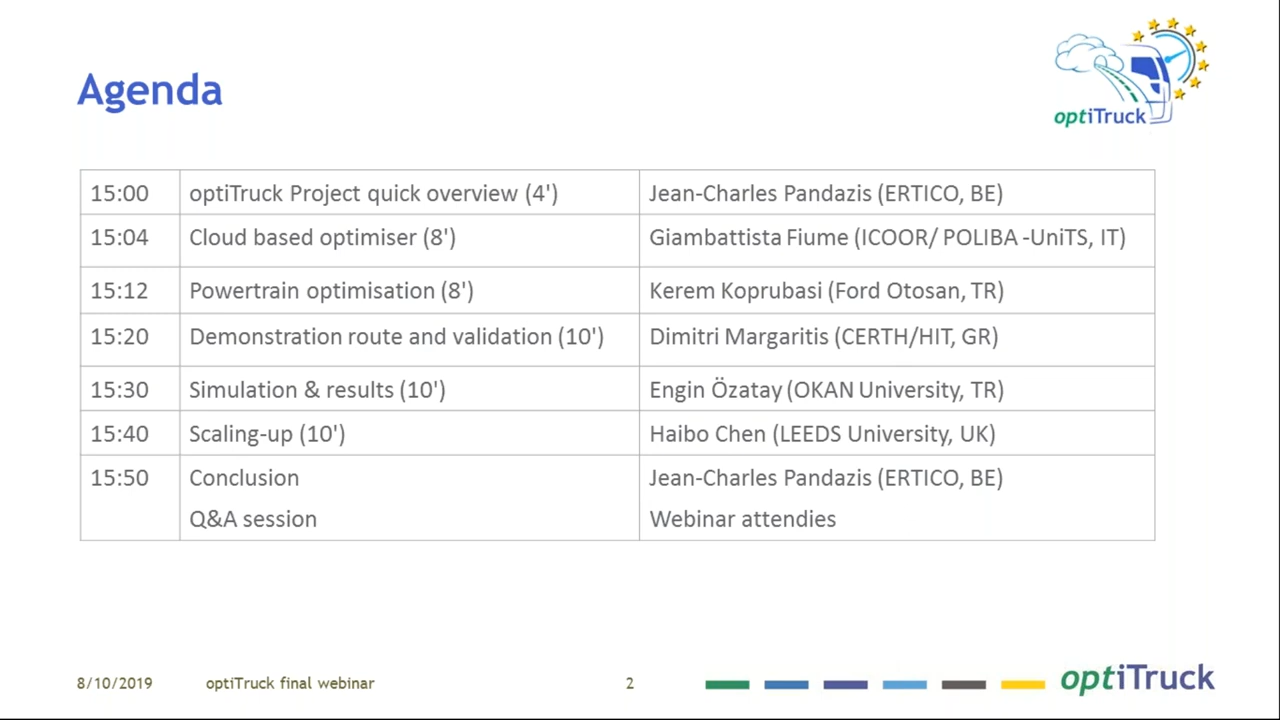 Agenda
optiTruck
15:00 optiTruck Project quick overview (4') Jean-Charles Pandazis (ERTICO, BE)
15:04 Cloud based optimiser (8') Giambattista Fiume (ICOOR/ POLIBA -UniTS, IT)
15:12 Powertrain optimisation (8') Kerem Koprubasi (Ford Otosan, TR)
15:20 Demonstration route and validation (10') Dimitri Margaritis (CERTH/HIT, GR)
15:30 Simulation & results (10') Engin Özatay (OKAN University, TR)
15:40 Scaling-up (10') Haibo Chen (LEEDS University, UK)
15:50 Conclusion Jean-Charles Pandazis (ERTICO, BE)
Q&A session Webinar attendies
8/10/2019 optiTruck final webinar 2 optiTruck